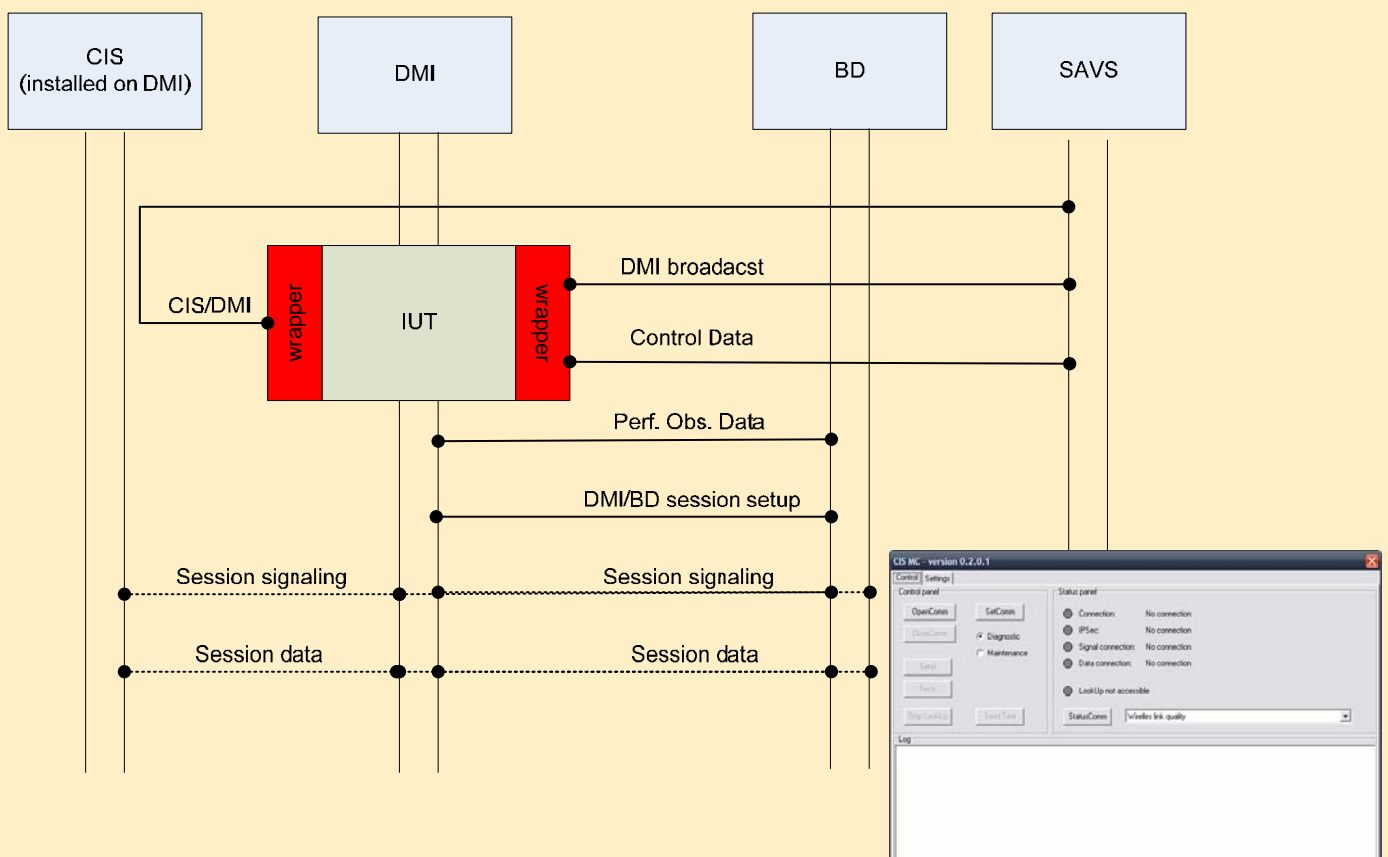 CIS
(installed on DMI)
DMI
BD
SAVS
wrapper
IUT
wrapper
CIS/DMI
DMI broadacst
Control Data
Perf. Obs. Data
DMI/BD session setup
Session signaling
Session signaling
Session data
Session data
CIS MC - version 0.2.0.1
Control
Settings
Control panel
OpenComm
SetComm
CloseComm
Diagnostic
Maintenance
Send
Recv
Stop LookUp
Send Test
Status panel
Connection: No connection
IPSec: No connection
Signal connection: No connection
Data connection: No connection
LookUp not accessible
StatusComm
Wirelles link quality
Log